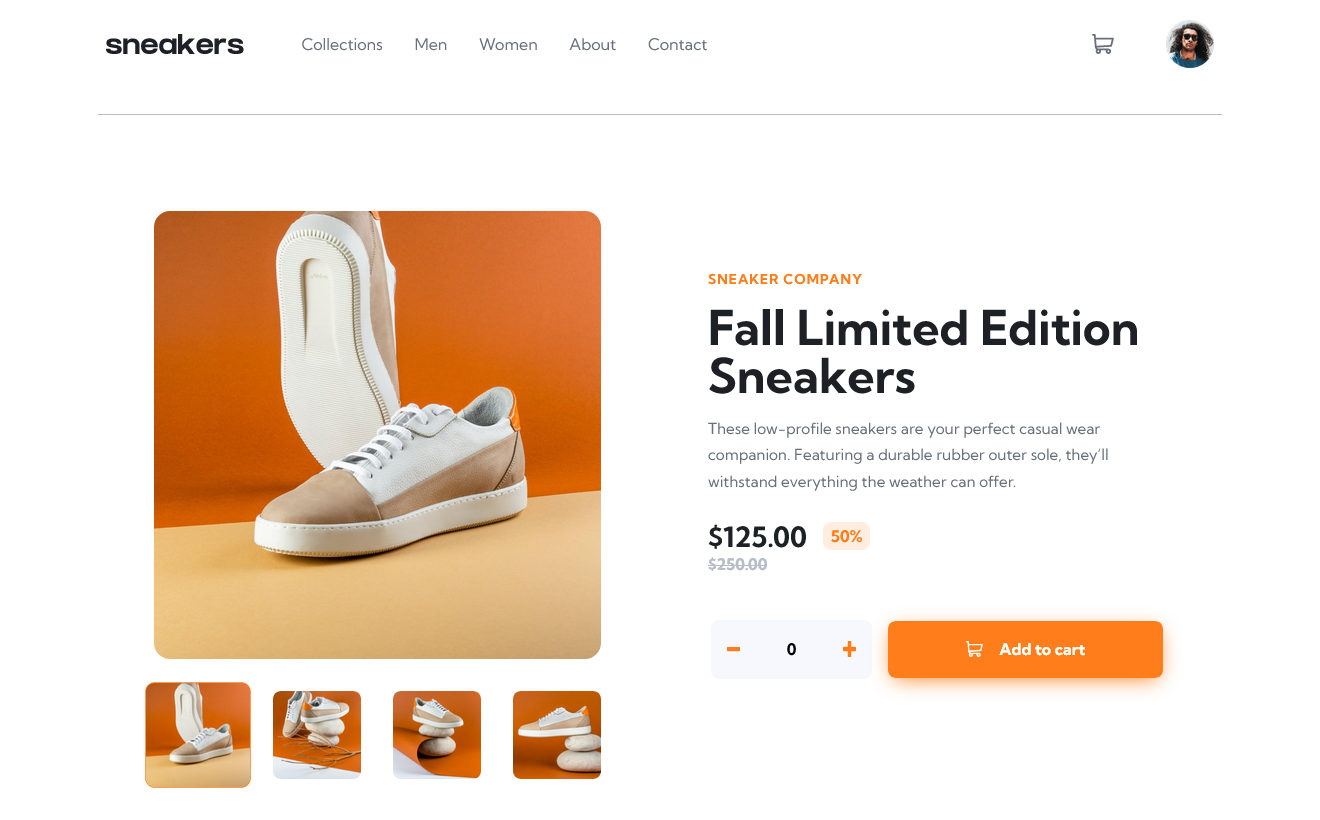 sneakers
Collections
Men
Women
About
Contact
SNEAKER COMPANY
Fall Limited Edition
Sneakers
These low-profile sneakers are your perfect casual wear
companion. Featuring a durable rubber outer sole, they’ll
withstand everything the weather can offer.
$125.00
50%
$250.00
0
Add to cart